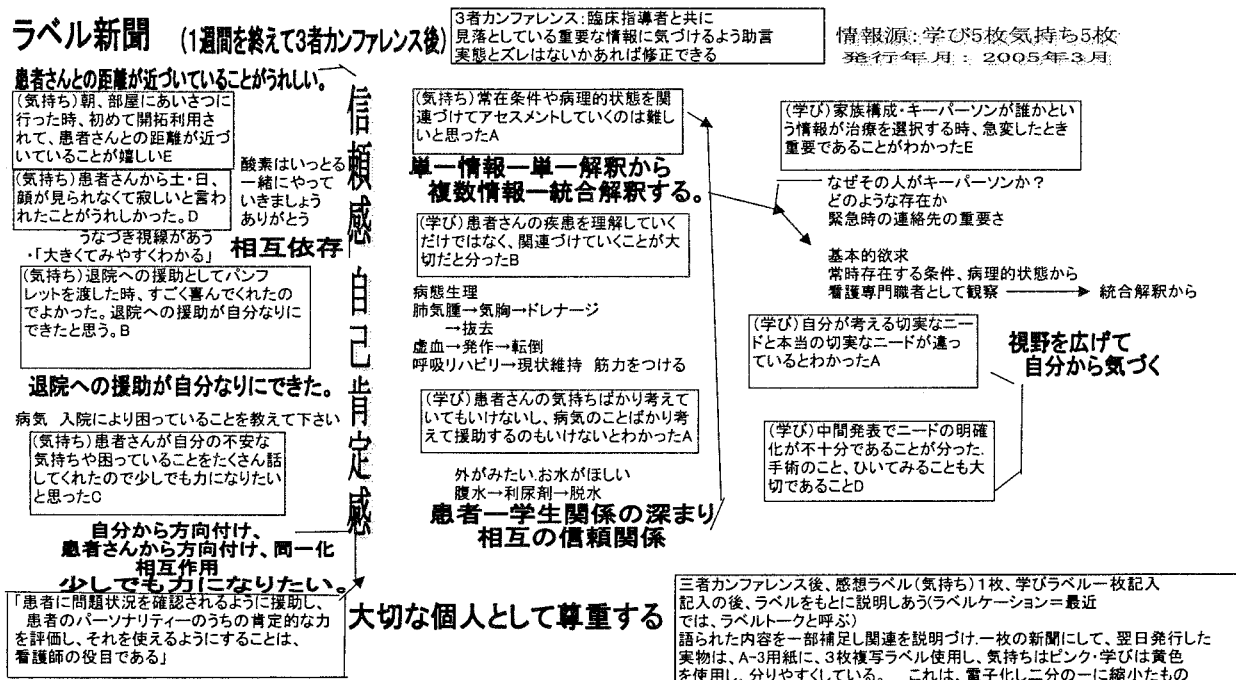 ラベル新聞 (1週間を終えて3者カンファレンス後)
3者カンファレンス:臨床指導者と共に
見落としている重要な情報に気づけるよう助言
実態とズレはないかあれば修正できる
情報源:学び5枚気持ち5枚
発行年月: 2005年3月
患者さんとの距離が近づいていることがうれしい。
(気持ち)朝、部屋にあいさつに
行った時、初めて開拓利用さ
れて、患者さんとの距離が近づ
いていることが嬉しいE
(気持ち)患者さんから土・日、
顔が見られなくて寂しいと言わ
れたことがうれしかった。D
酸素はいっとる
一緒にやって
いきましょう
ありがとう
うなづき視線があう
・「大きくてみやすくわかる」
相互依存
(気持ち)退院への援助としてパンフ
レットを渡した時、すごく喜んでくれたの
でよかった。退院への援助が自分なりに
できたと思う。B
退院への援助が自分なりにできた。
病気 入院により困っていることを教えて下さい
(気持ち)患者さんが自分の不安な
気持ちや困っていることをたくさん話
してくれたので少しでも力になりたい
と思ったC
自分から方向付け、
患者さんから方向付け、同一化
相互作用
少しでも力になりたい。
「患者に問題状況を確認されるように援助し、
患者のパーソナリティーのうちの肯定的な力
を評価し、それを使えるようにすることは、
看護師の役目である」
信頼感 自己肯定感
大切な個人として尊重する
(気持ち)常在条件や病理的状態を関
連づけてアセスメントしていくのは難し
いと思ったA
単一情報―単一解釈から
複数情報―統合解釈する。
(学び)患者さんの疾患を理解していく
だけではなく、関連づけていくことが大
切だと分ったB
病態生理
肺気腫→気胸→ドレナージ
→抜去
虚血→発作→転倒
呼吸リハビリ→現状維持 筋力をつける
(学び)患者さんの気持ちばかり考えて
いてもいけないし、病気のことばかり考
えて援助するのもいけないとわかったA
外がみたい.お水がほしい
腹水→利尿剤→脱水
患者―学生関係の深まり
相互の信頼関係
(学び)家族構成・キーパーソンが誰かとい
う情報が治療を選択する時、急変したとき
重要であることがわかったE
なぜその人がキーパーソンか?
どのような存在か
緊急時の連絡先の重要さ
基本的欲求
常時存在する条件、病理的状態から
看護専門職者として観察 → 統合解釈から
(学び)自分が考える切実なニー
ドと本当の切実なニードが違っ
ているとわかったA
視野を広げて
自分から気づく
(学び)中間発表でニードの明確
化が不十分であることが分った.
手術のこと、ひいてみることも大
切であることD
三者カンファレンス後、感想ラベル(気持ち)1枚、学びラベル一枚記入
記入の後、ラベルをもとに説明しあう(ラベルケーション=最近
では、ラベルトークと呼ぶ)
語られた内容を一部補足し関連を説明づけ.一枚の新聞にして、翌日発行した
実物は、A-3用紙に、3枚複写ラベル使用し、気持ちはピンク・学びは黄色
を使用し、分りやすくしている。 これは、電子化し二分の一に縮小したもの